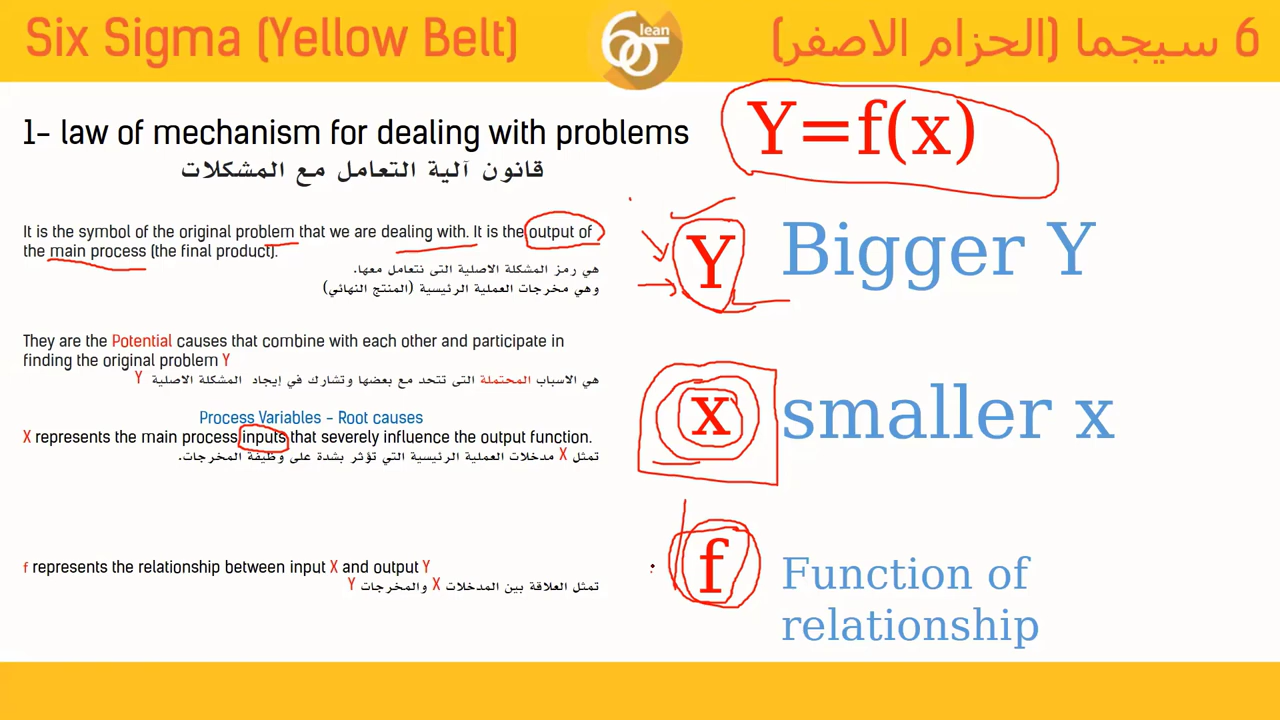 Six Sigma (Yellow Belt)
lean
6σ
6 سيجما (الحزام الاصفر)
1- law of mechanism for dealing with problems
قانون آلية التعامل مع المشكلات
Y=f(x)
It is the symbol of the original problem that we are dealing with. It is the output of
the main process (the final product).
هي رمز المشكلة الاصلية التى نتعامل معها.
وهي مخرجات العملية الرئيسية (المنتج النهائي)
Y
Bigger Y
They are the Potential causes that combine with each other and participate in
finding the original problem Y
هي الاسباب المحتملة التى تتحد مع بعضها وتشارك في إيجاد المشكلة الاصلية Y
Process Variables - Root causes
X represents the main process inputs that severely influence the output function.
تمثل X مدخلات العملية الرئيسية التي تؤثر بشدة على وظيفة المخرجات.
x
smaller x
f represents the relationship between input X and output Y
تمثل العلاقة بين المدخلات X والمخرجات Y
f
Function of
relationship